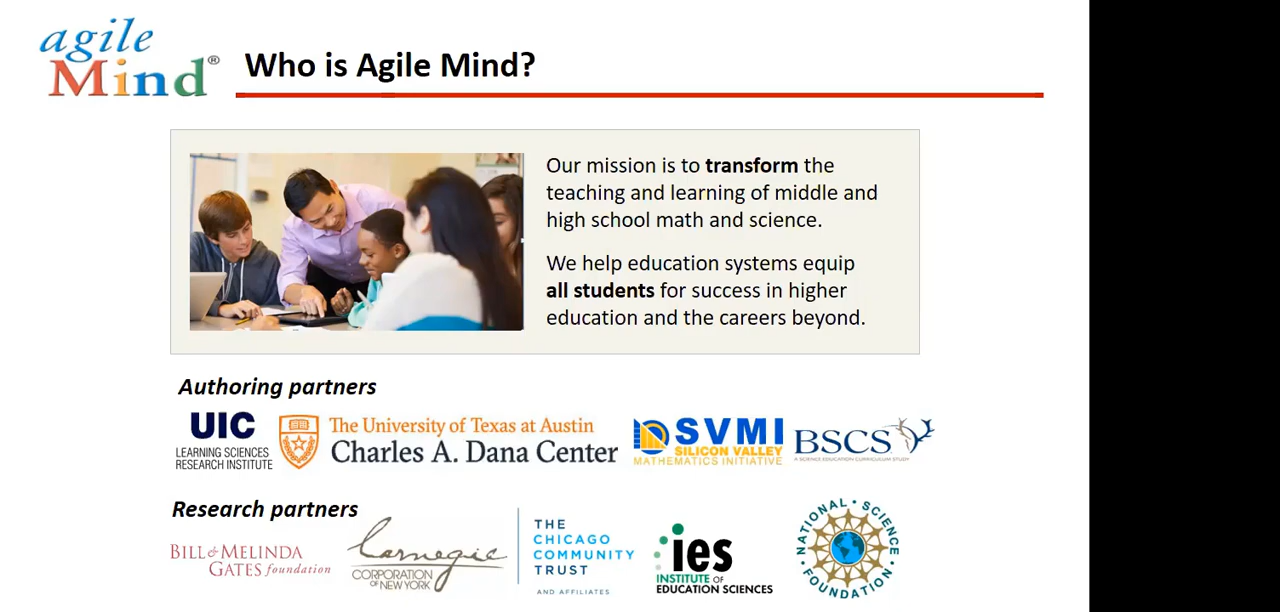 agile
Mind®
Who is Agile Mind?
Our mission is to transform the
teaching and learning of middle and
high school math and science.
We help education systems equip
all students for success in higher
education and the careers beyond.
Authoring partners
UIC
LEARNING SCIENCES
RESEARCH INSTITUTE
The University of Texas at Austin
Charles A. Dana Center
SVMI
SILICON VALLEY
MATHEMATICS INITIATIVE
BSCS
A SCIENCE EDUCATION CURRICULUM STUDY
Research partners
BILL & MELINDA
GATES foundation
Carnegie
CORPORATION
OF NEW YORK
THE
CHICAGO
COMMUNITY
TRUST
AND AFFILIATES
ies
INSTITUTE OF
EDUCATION SCIENCES
NATIONAL • SCIENCE
FOUNDATION